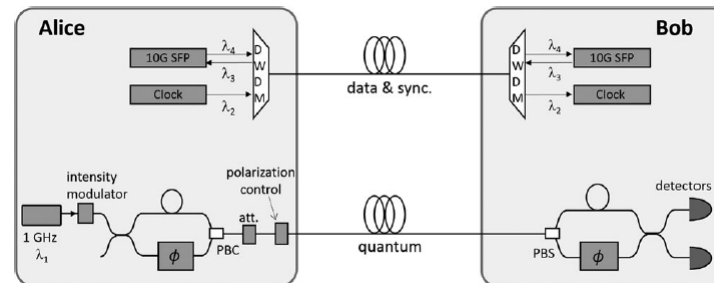 Alice
Bob
10G SFP
λ4
λ3
Clock
λ2
D
W
D
M
data & sync.
D
W
D
M
λ4
λ3
10G SFP
λ2
Clock
intensity
modulator
polarization
control
att.
1 GHz
λ1
ϕ
PBC
quantum
PBS
ϕ
detectors